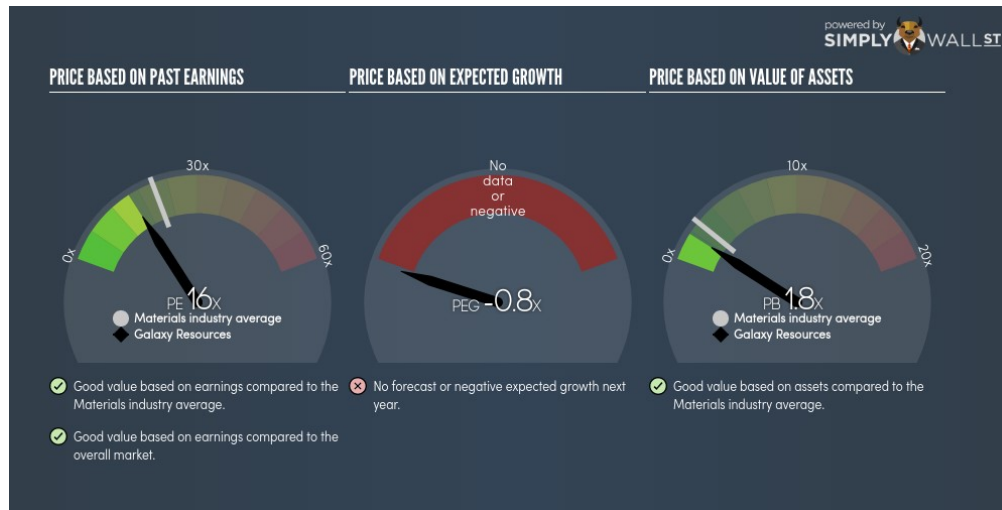 powered by
SIMPLY WALLST
PRICE BASED ON PAST EARNINGS
30x
0x
60x
PE 16x
Materials industry average
Galaxy Resources
Good value based on earnings compared to the
Materials industry average.
Good value based on earnings compared to the
overall market.
PRICE BASED ON EXPECTED GROWTH
No
data
or
negative
PEG -0.8x
No forecast or negative expected growth next
year.
PRICE BASED ON VALUE OF ASSETS
10x
0x
20x
PB 1.8x
Materials industry average
Galaxy Resources
Good value based on assets compared to the
Materials industry average.